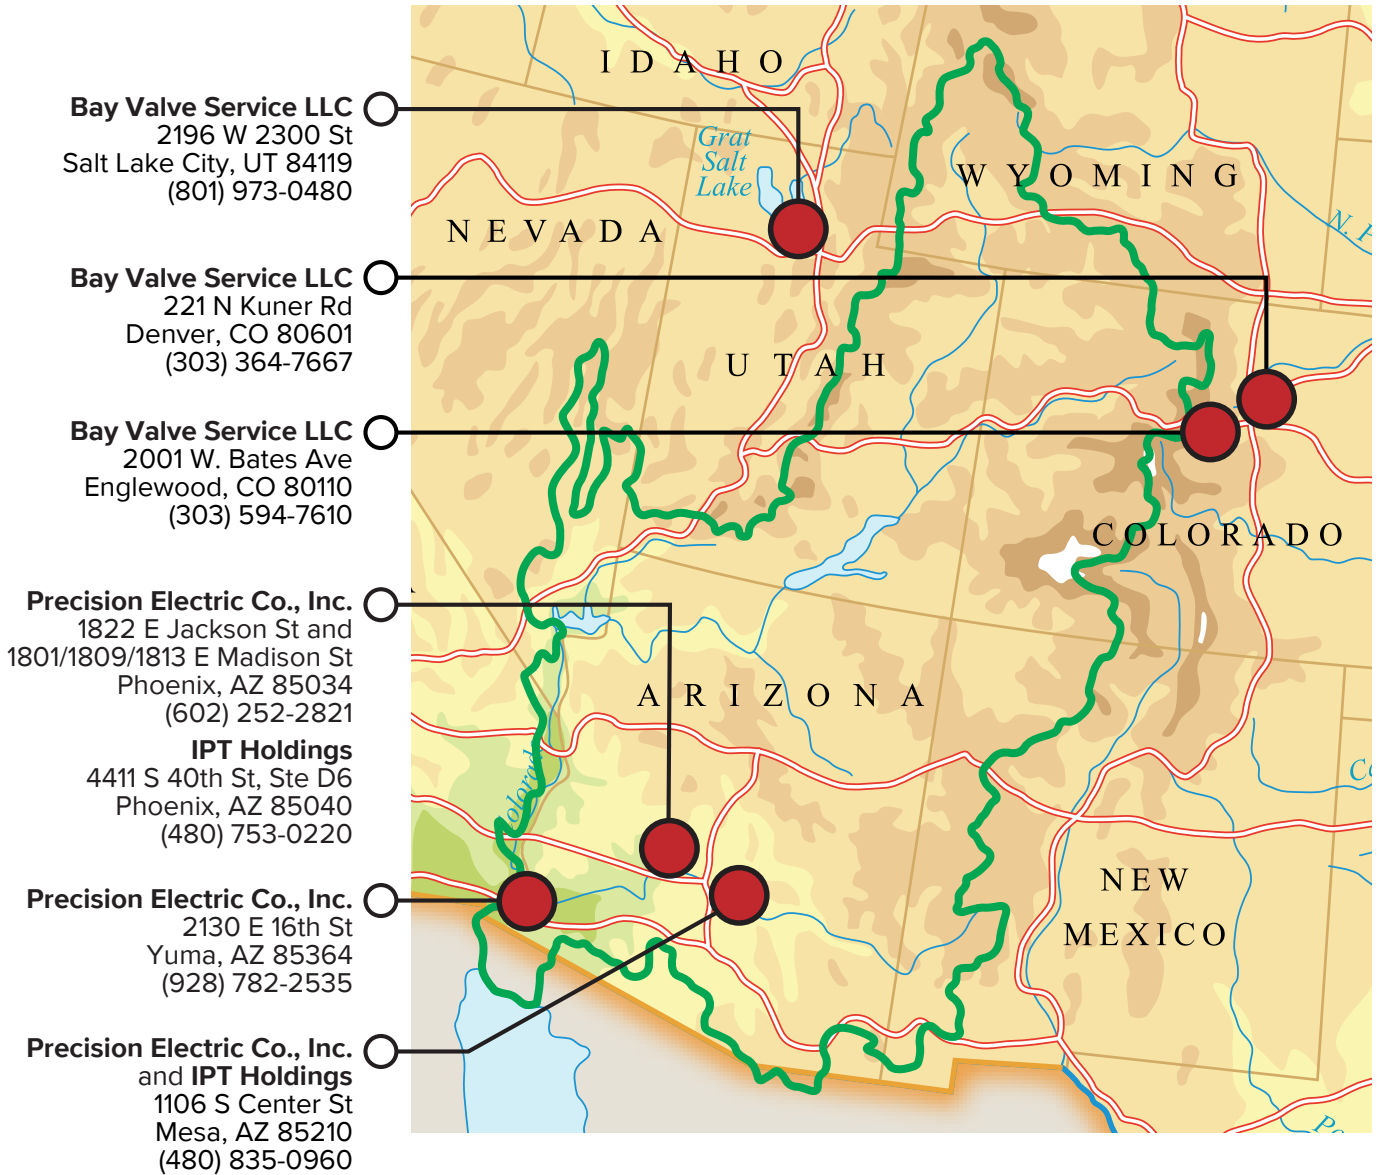 Bay Valve Service LLC
2196 W 2300 St
Salt Lake City, UT 84119
(801) 973-0480
Bay Valve Service LLC
221 N Kuner Rd
Denver, CO 80601
(303) 364-7667
Bay Valve Service LLC
2001 W. Bates Ave
Englewood, CO 80110
(303) 594-7610
Precision Electric Co., Inc.
1822 E Jackson St and
1801/1809/1813 E Madison St
Phoenix, AZ 85034
(602) 252-2821
IPT Holdings
4411 S 40th St, Ste D6
Phoenix, AZ 85040
(480) 753-0220
Precision Electric Co., Inc.
2130 E 16th St
Yuma, AZ 85364
(928) 782-2535
Precision Electric Co., Inc.
and IPT Holdings
1106 S Center St
Mesa, AZ 85210
(480) 835-0960
IDAHO
Grat
Salt
Lake
WYOMING
NEVADA
N. P
UTAH
COLORADO
ARIZONA
Colorado
Co
NEW
MEXICO
Pe